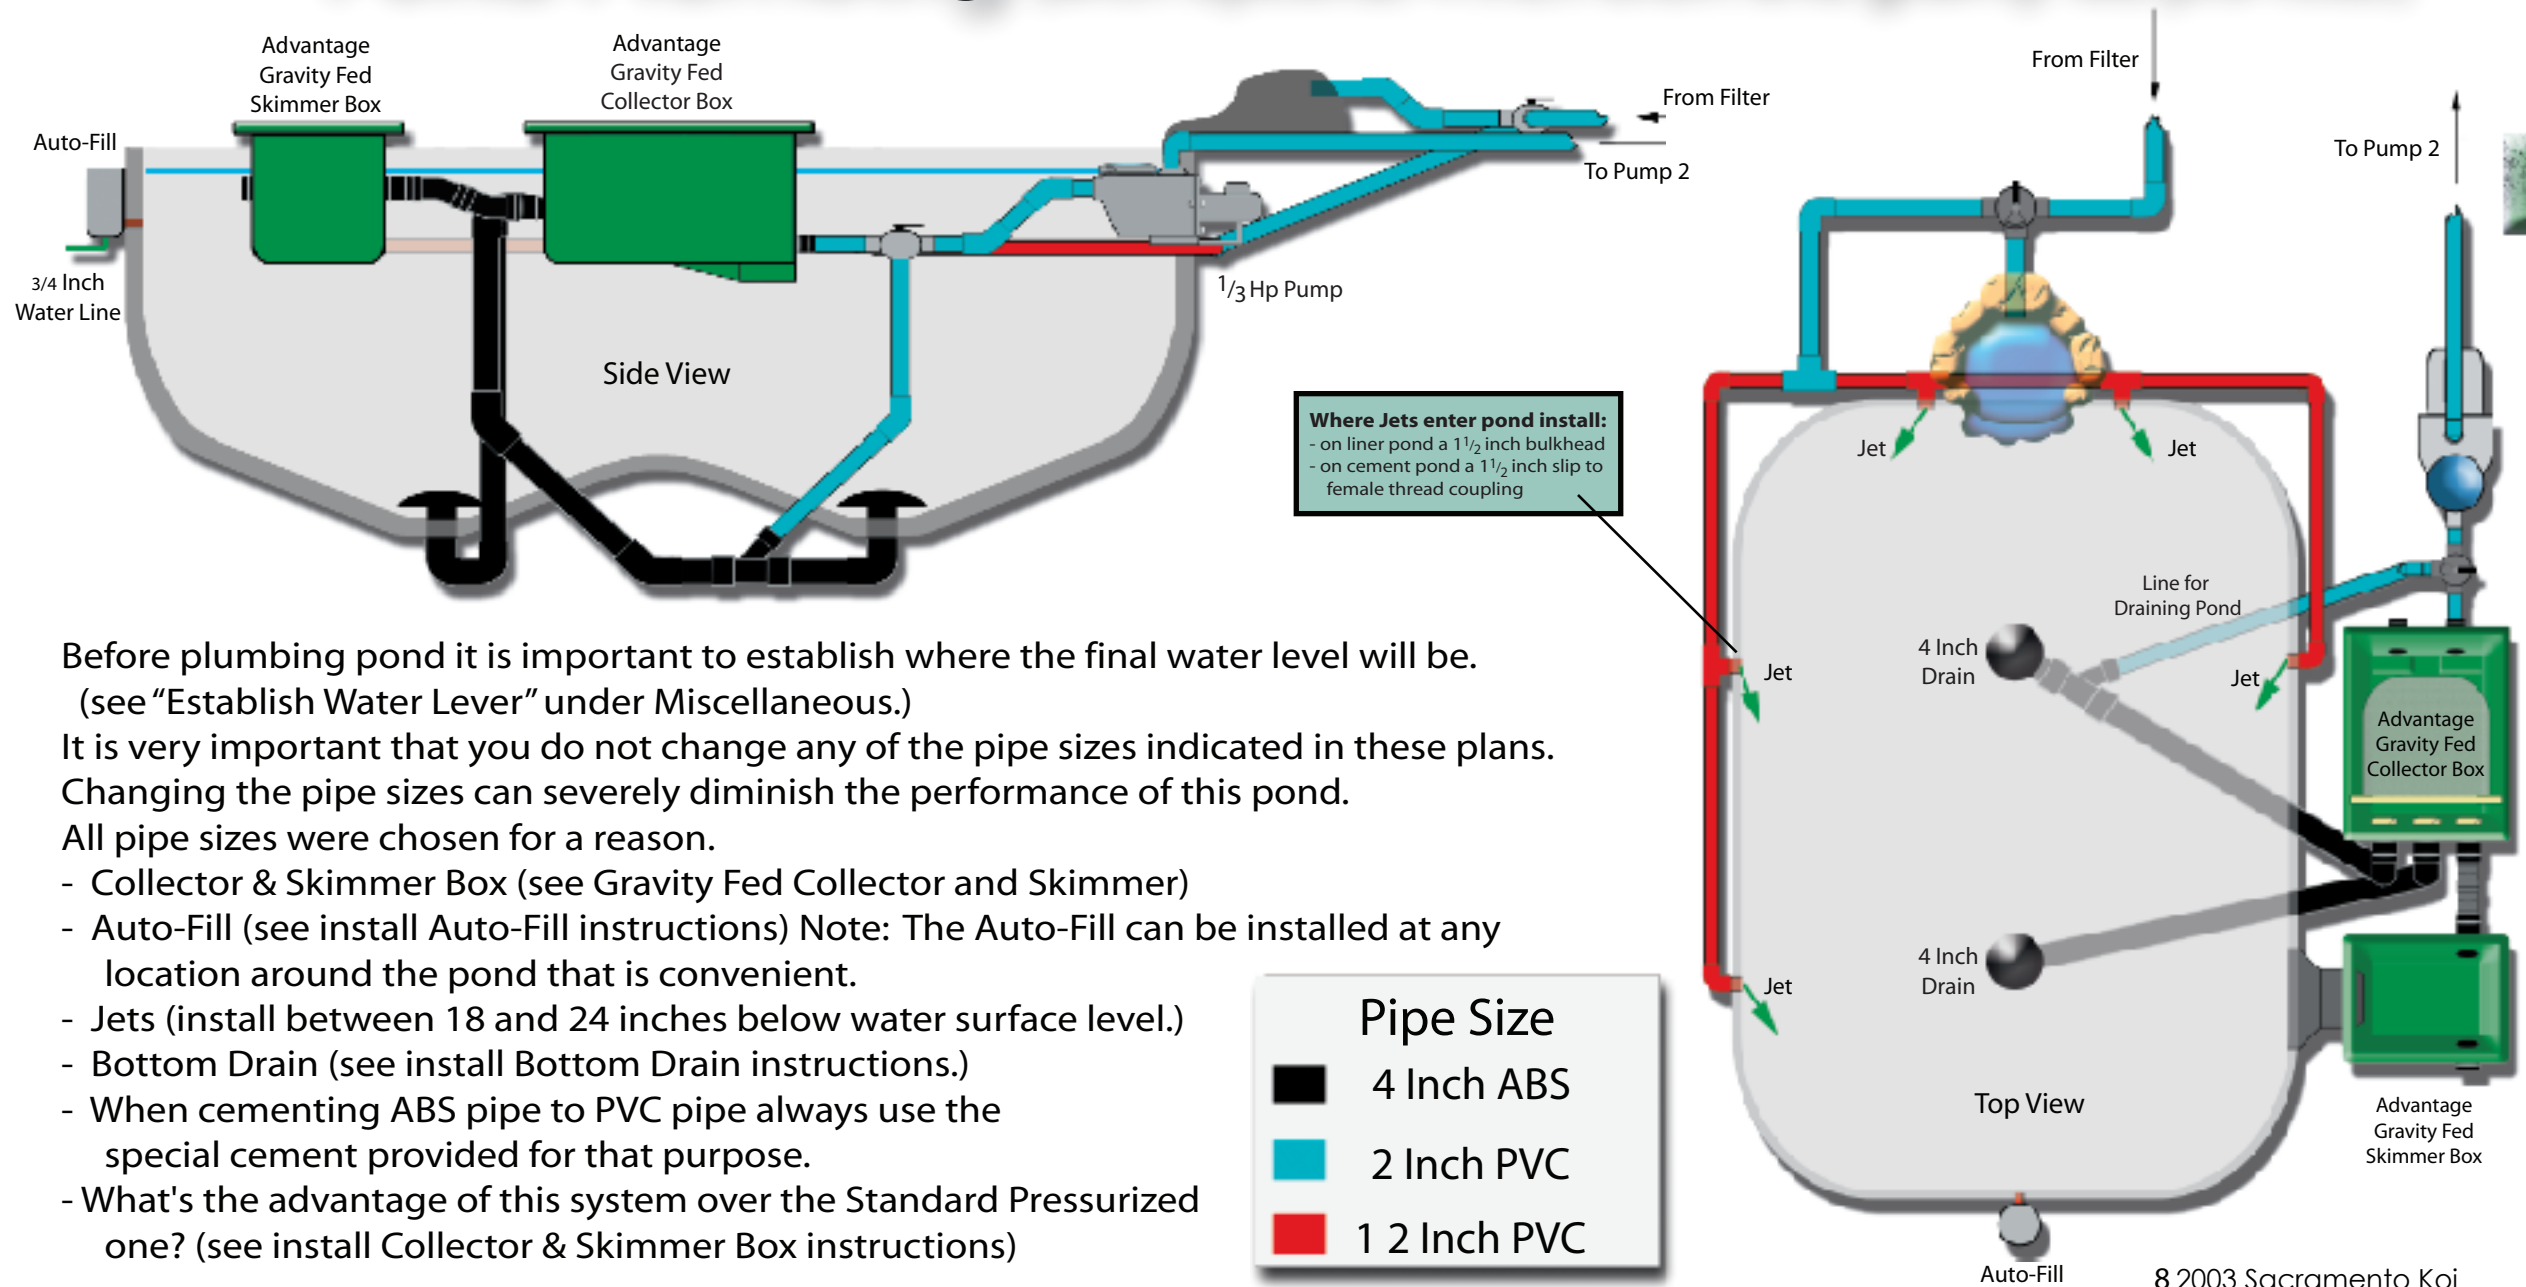 Advantage
Gravity Fed
Skimmer Box
Advantage
Gravity Fed
Collector Box
Auto-Fill
3/4 Inch
Water Line
From Filter
To Pump 2
1/3 Hp Pump
Side View
From Filter
To Pump 2
Where Jets enter pond install:
- on liner pond a 1 1/2 inch bulkhead
- on cement pond a 1 1/2 inch slip to
female thread coupling
Jet
Jet
Line for
Draining Pond
4 Inch
Drain
Jet
Jet
Advantage
Gravity Fed
Collector Box
4 Inch
Drain
Jet
Top View
Advantage
Gravity Fed
Skimmer Box
Auto-Fill
Before plumbing pond it is important to establish where the final water level will be.
(see “Establish Water Lever” under Miscellaneous.)
It is very important that you do not change any of the pipe sizes indicated in these plans.
Changing the pipe sizes can severely diminish the performance of this pond.
All pipe sizes were chosen for a reason.
- Collector & Skimmer Box (see Gravity Fed Collector and Skimmer)
- Auto-Fill (see install Auto-Fill instructions) Note: The Auto-Fill can be installed at any
location around the pond that is convenient.
- Jets (install between 18 and 24 inches below water surface level.)
- Bottom Drain (see install Bottom Drain instructions.)
- When cementing ABS pipe to PVC pipe always use the
special cement provided for that purpose.
- What's the advantage of this system over the Standard Pressurized
one? (see install Collector & Skimmer Box instructions)
Pipe Size
4 Inch ABS
2 Inch PVC
1 2 Inch PVC
8 2003 Sacramento Koi